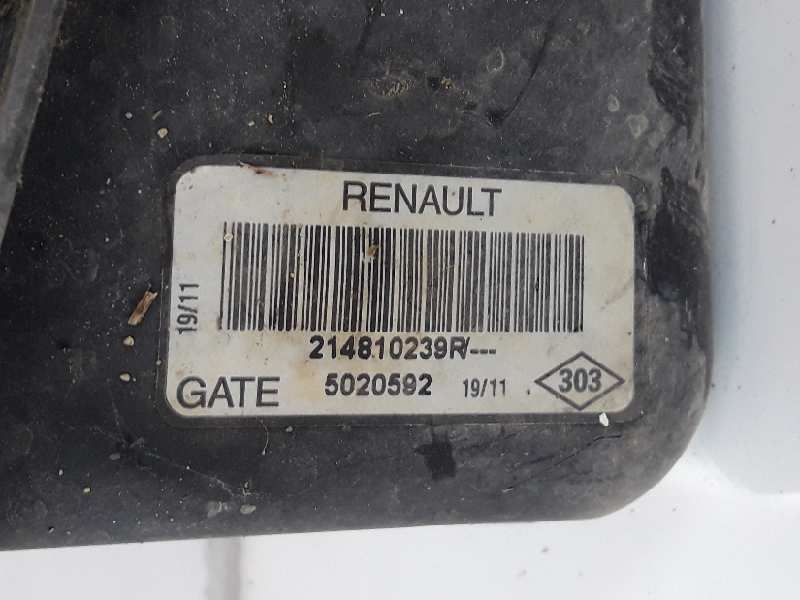 RENAULT
19/11
214810239R/---
GATE 5020592 19/11 . 303